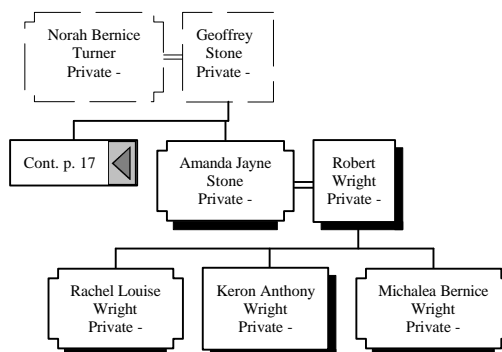 Norah Bernice
Turner
Private -
Geoffrey
Stone
Private -
Cont. p. 17
Amanda Jayne
Stone
Private -
Robert
Wright
Private -
Rachel Louise
Wright
Private -
Keron Anthony
Wright
Private -
Michalea Bernice
Wright
Private -